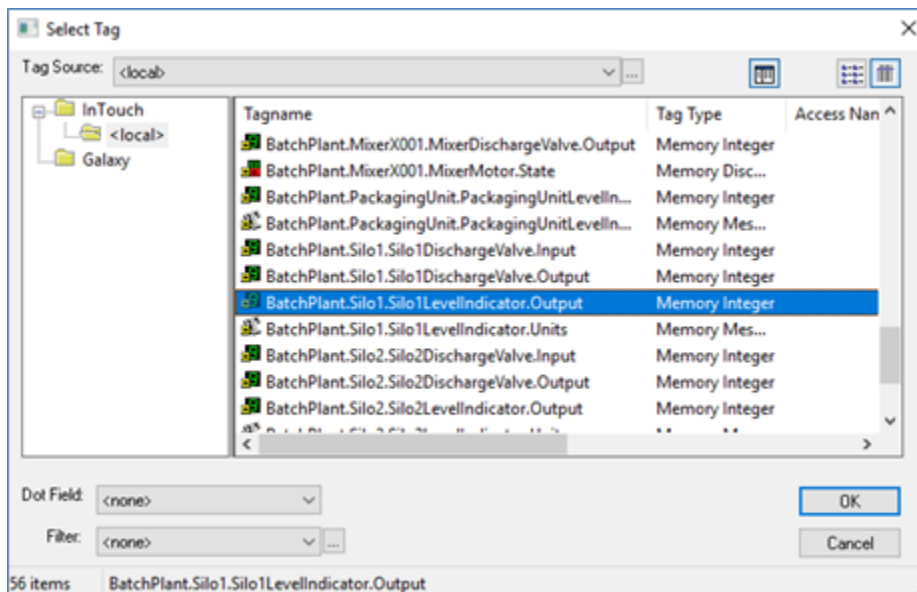 Select Tag
Tag Source: <local> ...
InTouch
<local>
Galaxy
Tagname Tag Type Access Nan
BatchPlant.MixerX001.MixerDischargeValve.Output Memory Integer
BatchPlant.MixerX001.MixerMotor.State Memory Disc...
BatchPlant.PackagingUnit.PackagingUnitLevelIn... Memory Integer
BatchPlant.PackagingUnit.PackagingUnitLevelIn... Memory Mes...
BatchPlant.Silo1.Silo1DischargeValve.Input Memory Integer
BatchPlant.Silo1.Silo1DischargeValve.Output Memory Integer
BatchPlant.Silo1.Silo1LevelIndicator.Output Memory Integer
BatchPlant.Silo1.Silo1LevelIndicator.Units Memory Mes...
BatchPlant.Silo2.Silo2DischargeValve.Input Memory Integer
BatchPlant.Silo2.Silo2DischargeValve.Output Memory Integer
BatchPlant.Silo2.Silo2LevelIndicator.Output Memory Integer
Dot Field: <none>
OK
Filter: <none> ...
Cancel
56 items BatchPlant.Silo1.Silo1LevelIndicator.Output